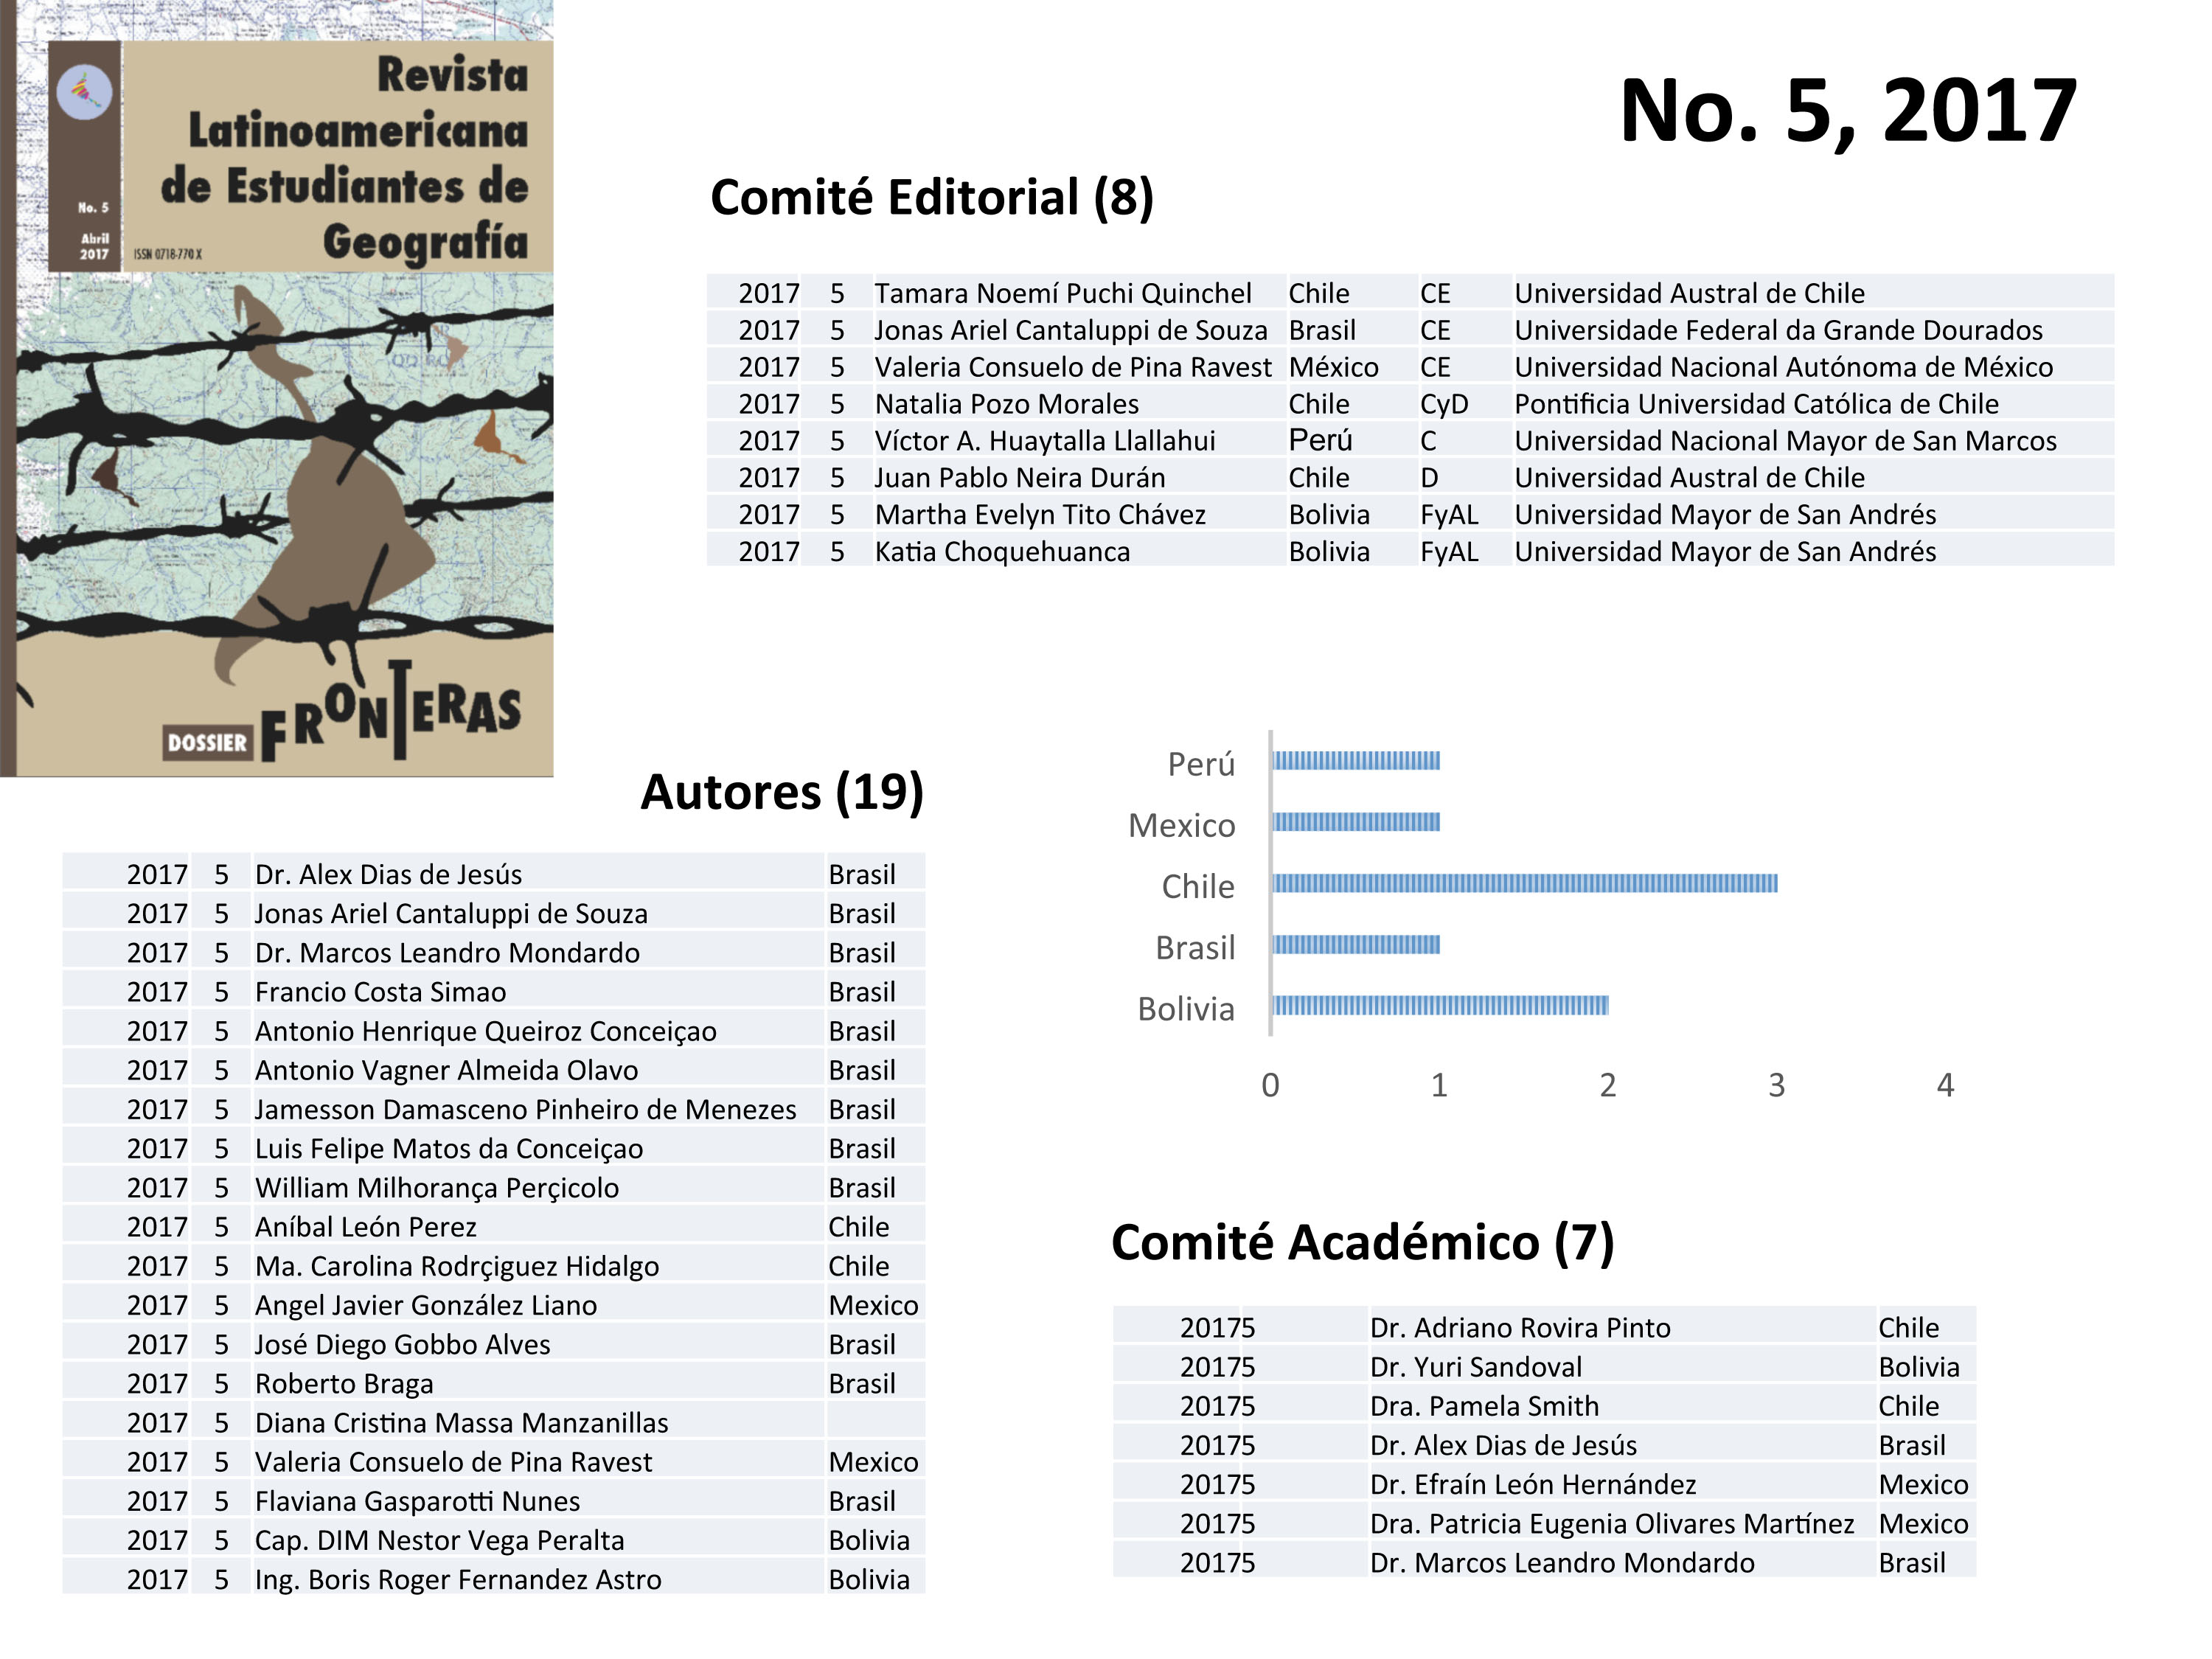 Revista
Latinoamericana
de Estudiantes de
Geografía
No. 5
Abril
2017
ISSN 0718-770 X
DOSSIER FRONTERAS
No. 5, 2017
Comité Editorial (8)
2017 5 Tamara Noemí Puchi Quinchel Chile CE Universidad Austral de Chile
2017 5 Jonas Ariel Cantaluppi de Souza Brasil CE Universidade Federal da Grande Dourados
2017 5 Valeria Consuelo de Pina Ravest México CE Universidad Nacional Autónoma de México
2017 5 Natalia Pozo Morales Chile CyD Pontificia Universidad Católica de Chile
2017 5 Víctor A. Huaytalla Llallahui Perú C Universidad Nacional Mayor de San Marcos
2017 5 Juan Pablo Neira Durán Chile D Universidad Austral de Chile
2017 5 Martha Evelyn Tito Chávez Bolivia FyAL Universidad Mayor de San Andrés
2017 5 Katia Choquehuanca Bolivia FyAL Universidad Mayor de San Andrés
Autores (19)
2017 5 Dr. Alex Dias de Jesús Brasil
2017 5 Jonas Ariel Cantaluppi de Souza Brasil
2017 5 Dr. Marcos Leandro Mondardo Brasil
2017 5 Francio Costa Simao Brasil
2017 5 Antonio Henrique Queiroz Conceiçao Brasil
2017 5 Antonio Vagner Almeida Olavo Brasil
2017 5 Jamesson Damasceno Pinheiro de Menezes Brasil
2017 5 Luis Felipe Matos da Conceiçao Brasil
2017 5 William Milhorança Perçicolo Brasil
2017 5 Aníbal León Perez Chile
2017 5 Ma. Carolina Rodrçiguez Hidalgo Chile
2017 5 Angel Javier González Liano Mexico
2017 5 José Diego Gobbo Alves Brasil
2017 5 Roberto Braga Brasil
2017 5 Diana Cristina Massa Manzanillas
2017 5 Valeria Consuelo de Pina Ravest Mexico
2017 5 Flaviana Gasparotti Nunes Brasil
2017 5 Cap. DIM Nestor Vega Peralta Bolivia
2017 5 Ing. Boris Roger Fernandez Astro Bolivia
Perú
Mexico
Chile
Brasil
Bolivia
0 1 2 3 4
Comité Académico (7)
20175 Dr. Adriano Rovira Pinto Chile
20175 Dr. Yuri Sandoval Bolivia
20175 Dra. Pamela Smith Chile
20175 Dr. Alex Dias de Jesús Brasil
20175 Dr. Efraín León Hernández Mexico
20175 Dra. Patricia Eugenia Olivares Martínez Mexico
20175 Dr. Marcos Leandro Mondardo Brasil